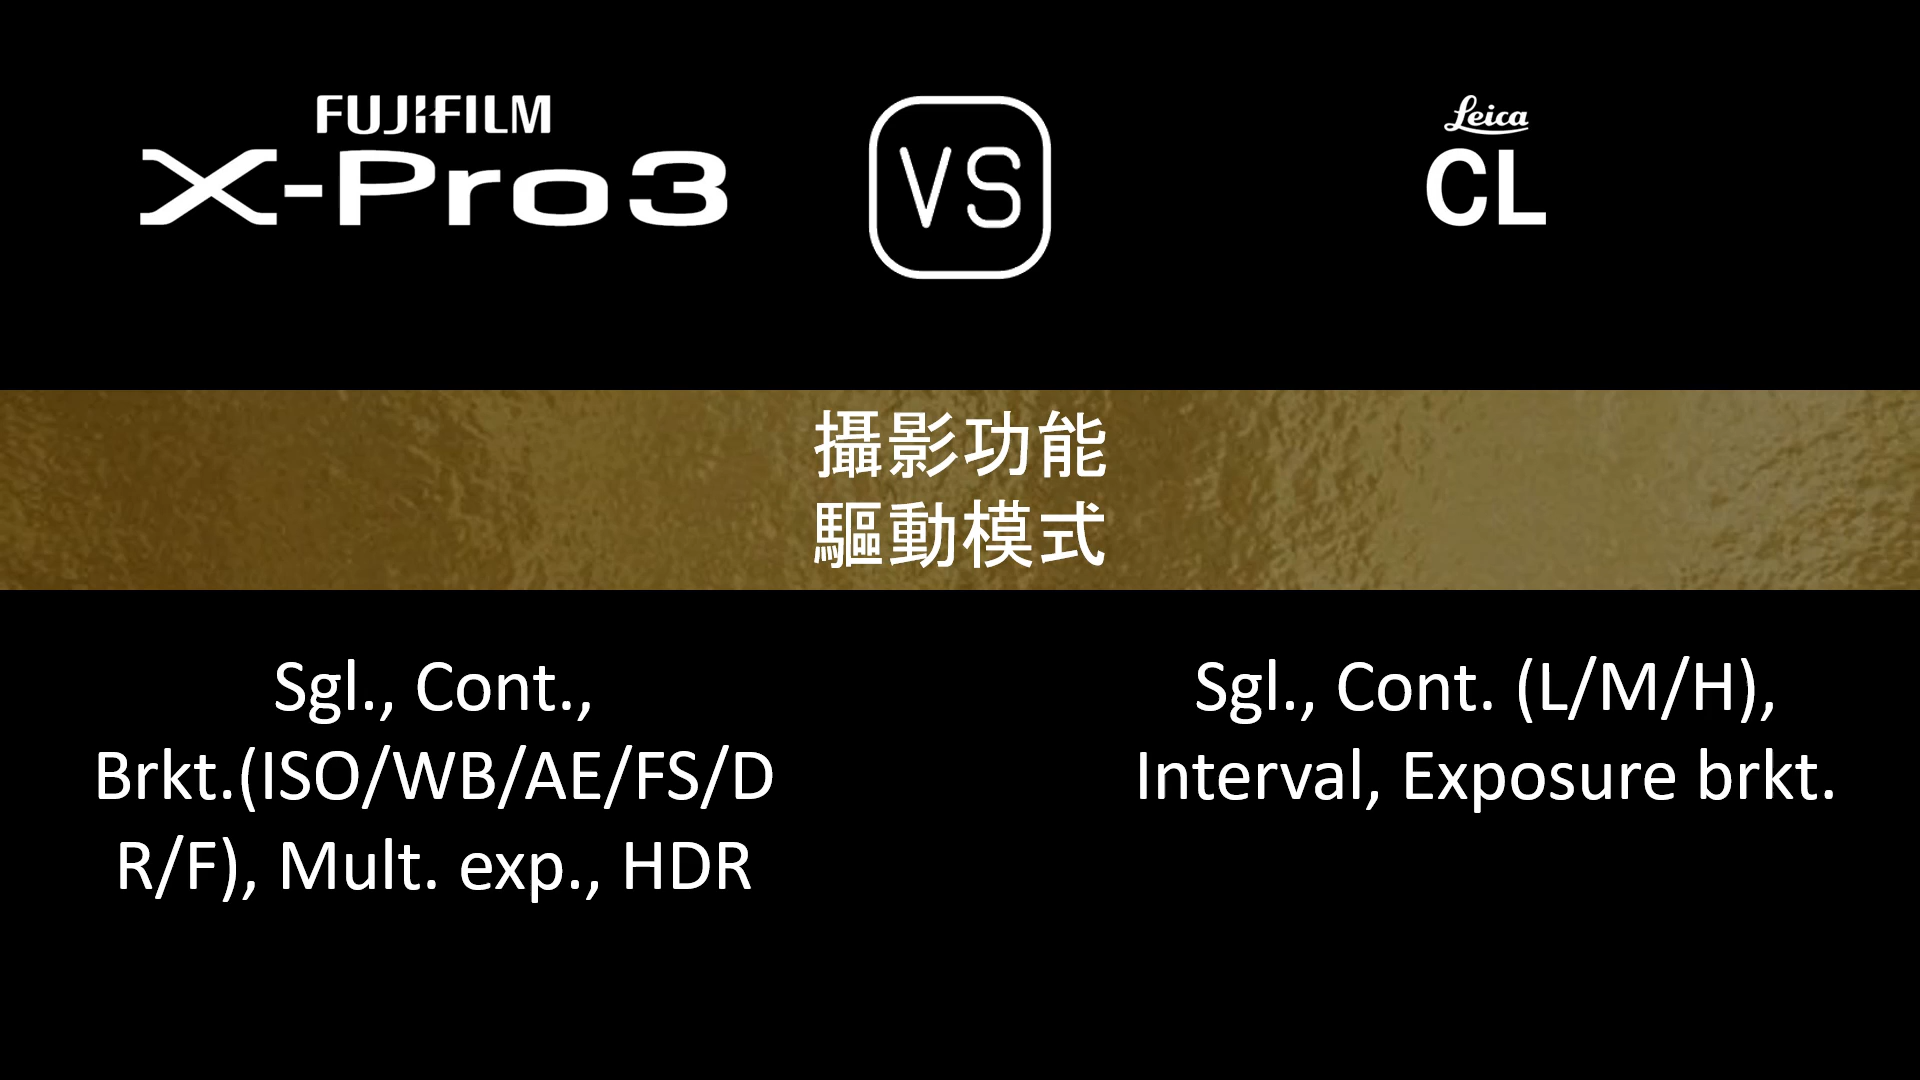 FUJIFILM
X-Pro3
VS
Leica
CL
攝影功能
驅動模式
Sgl., Cont.,
Brkt.(ISO/WB/AE/FS/D
R/F), Mult. exp., HDR
Sgl., Cont. (L/M/H),
Interval, Exposure brkt.